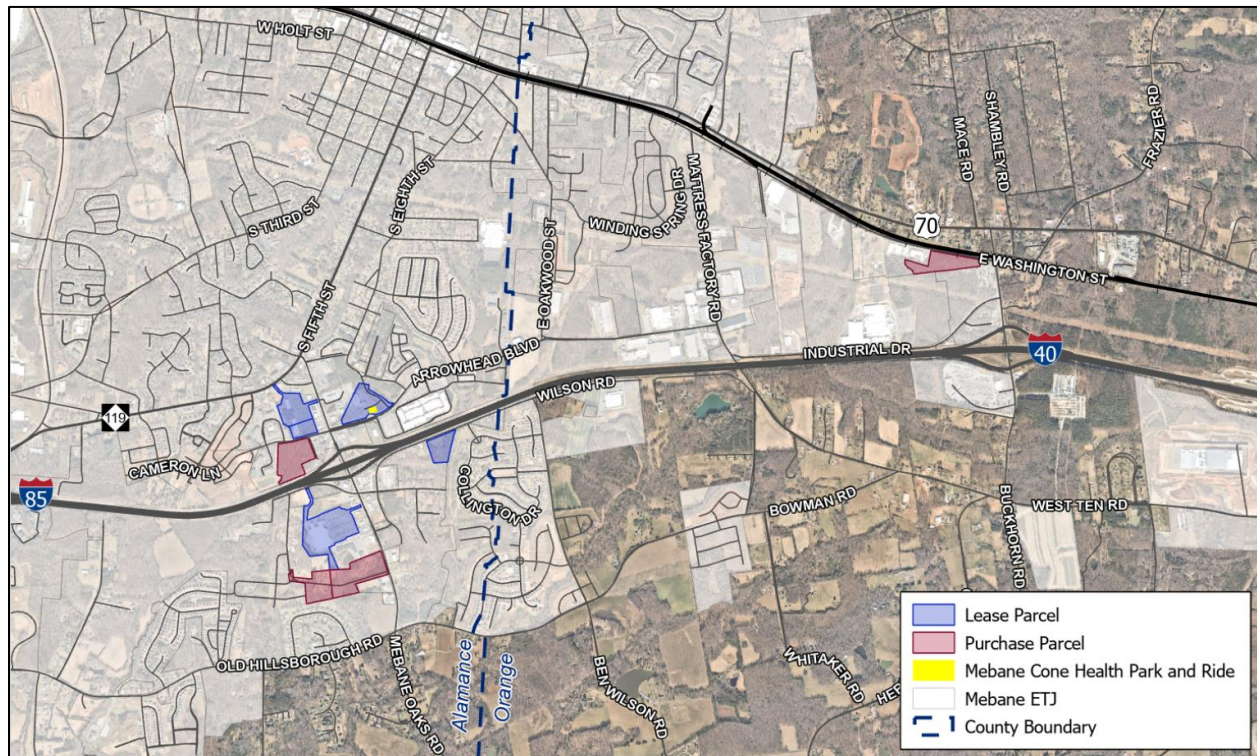 W HOLT ST
S EIGHTH ST
S THIRD ST
S FIFTH ST
E OAKWOOD ST
WINDING SPRING DR
MATTRESS FACTORY RD
MACE RD
SHAMBLEY RD
FRAZIER RD
70
E WASHINGTON ST
ARROWHEAD BLVD
WILSON RD
INDUSTRIAL DR
40
119
CAMERON LN
85
COLLYNGTON DR
BOWMAN RD
WEST TEN RD
BUCKHORN RD
OLD HILLSBOROUGH RD
MEBANE OAKS RD
Alamance
Orange
BEN WILSON RD
WHITAKER RD
Lease Parcel
Purchase Parcel
Mebane Cone Health Park and Ride
Mebane ETJ
County Boundary